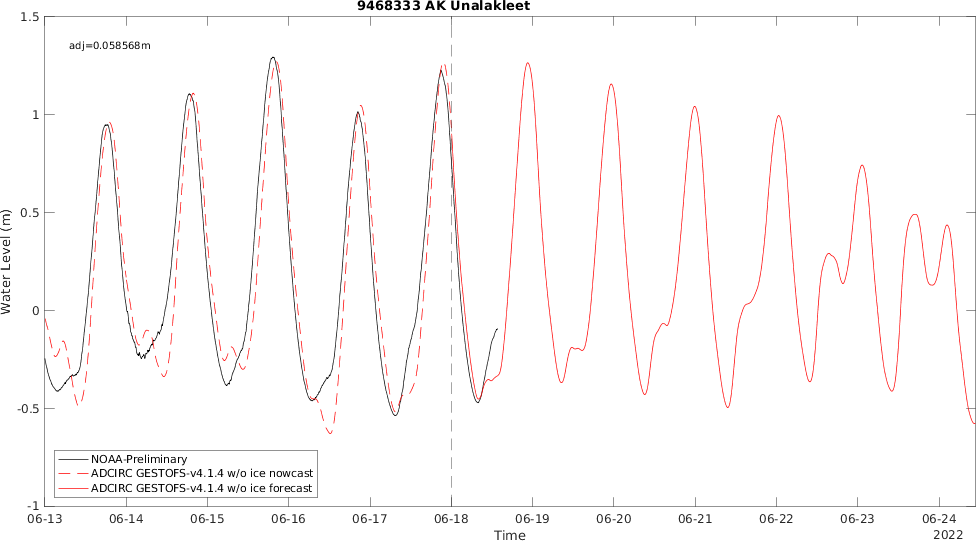 9468333 AK Unalakleet
adj=0.058568m
1.5
1
0.5
0
-0.5
-1
Water Level (m)
NOAA-Preliminary
ADCIRC GESTOFS-v4.1.4 w/o ice nowcast
ADCIRC GESTOFS-v4.1.4 w/o ice forecast
06-13 06-14 06-15 06-16 06-17 06-18 06-19 06-20 06-21 06-22 06-23 06-24
Time
2022